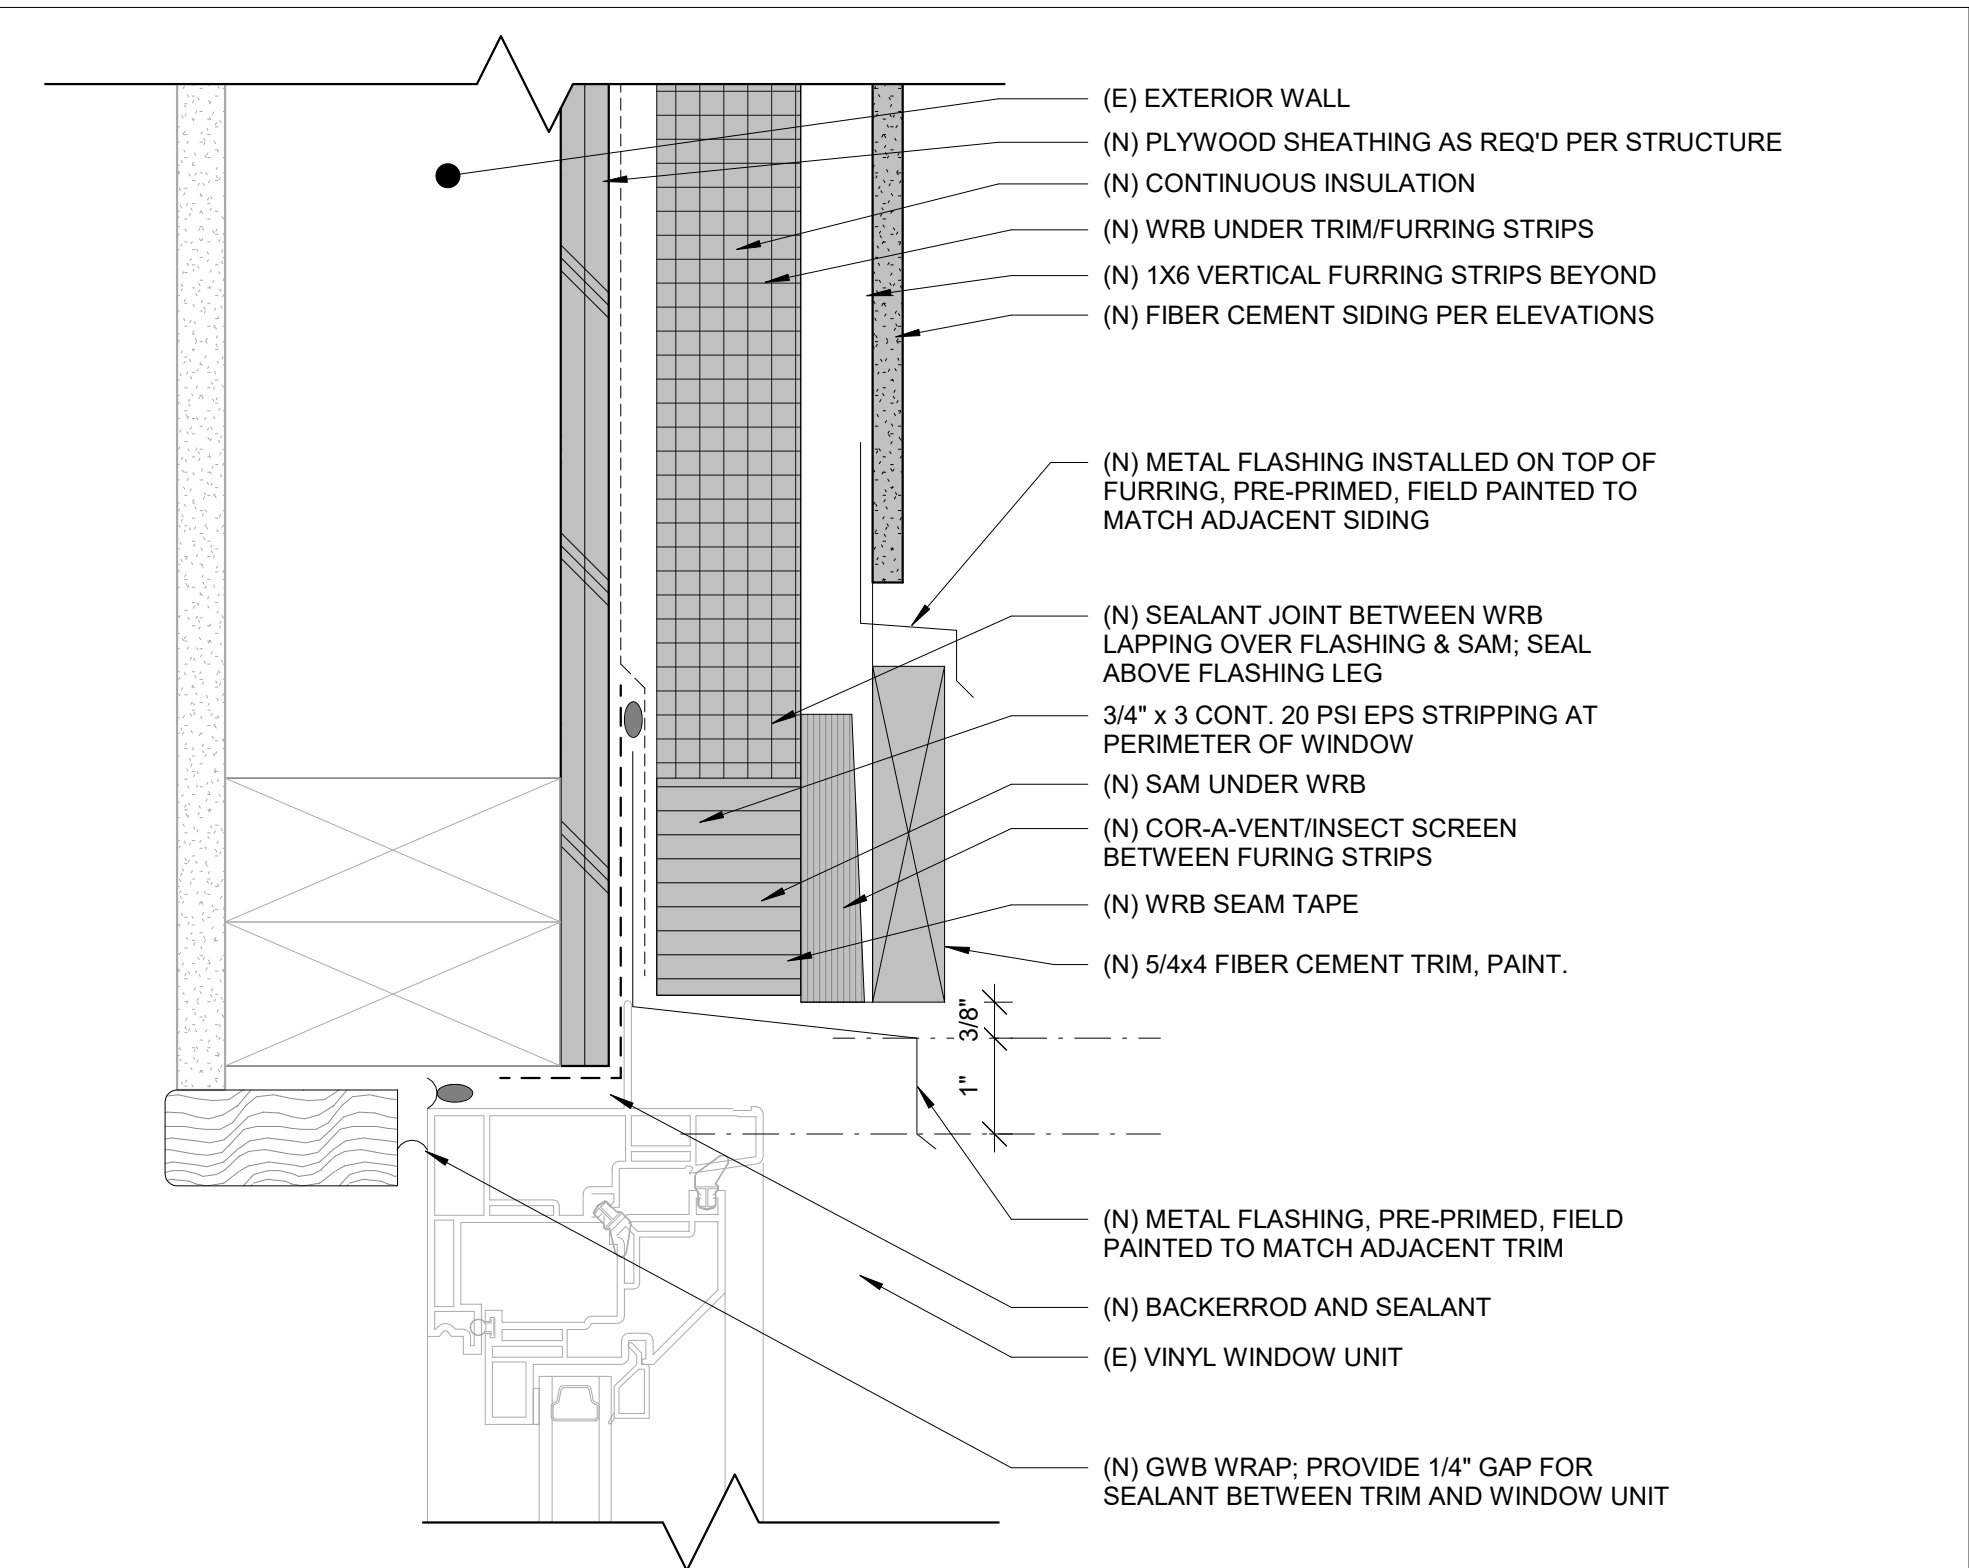 (E) EXTERIOR WALL
(N) PLYWOOD SHEATHING AS REQ'D PER STRUCTURE
(N) CONTINUOUS INSULATION
(N) WRB UNDER TRIM/FURRING STRIPS
(N) 1X6 VERTICAL FURRING STRIPS BEYOND
(N) FIBER CEMENT SIDING PER ELEVATIONS
(N) METAL FLASHING INSTALLED ON TOP OF
FURRING, PRE-PRIMED, FIELD PAINTED TO
MATCH ADJACENT SIDING
(N) SEALANT JOINT BETWEEN WRB
LAPPING OVER FLASHING & SAM; SEAL
ABOVE FLASHING LEG
3/4" x 3 CONT. 20 PSI EPS STRIPPING AT
PERIMETER OF WINDOW
(N) SAM UNDER WRB
(N) COR-A-VENT/INSECT SCREEN
BETWEEN FURING STRIPS
(N) WRB SEAM TAPE
(N) 5/4x4 FIBER CEMENT TRIM, PAINT.
3/8"
1"
(N) METAL FLASHING, PRE-PRIMED, FIELD
PAINTED TO MATCH ADJACENT TRIM
(N) BACKERROD AND SEALANT
(E) VINYL WINDOW UNIT
(N) GWB WRAP; PROVIDE 1/4" GAP FOR
SEALANT BETWEEN TRIM AND WINDOW UNIT